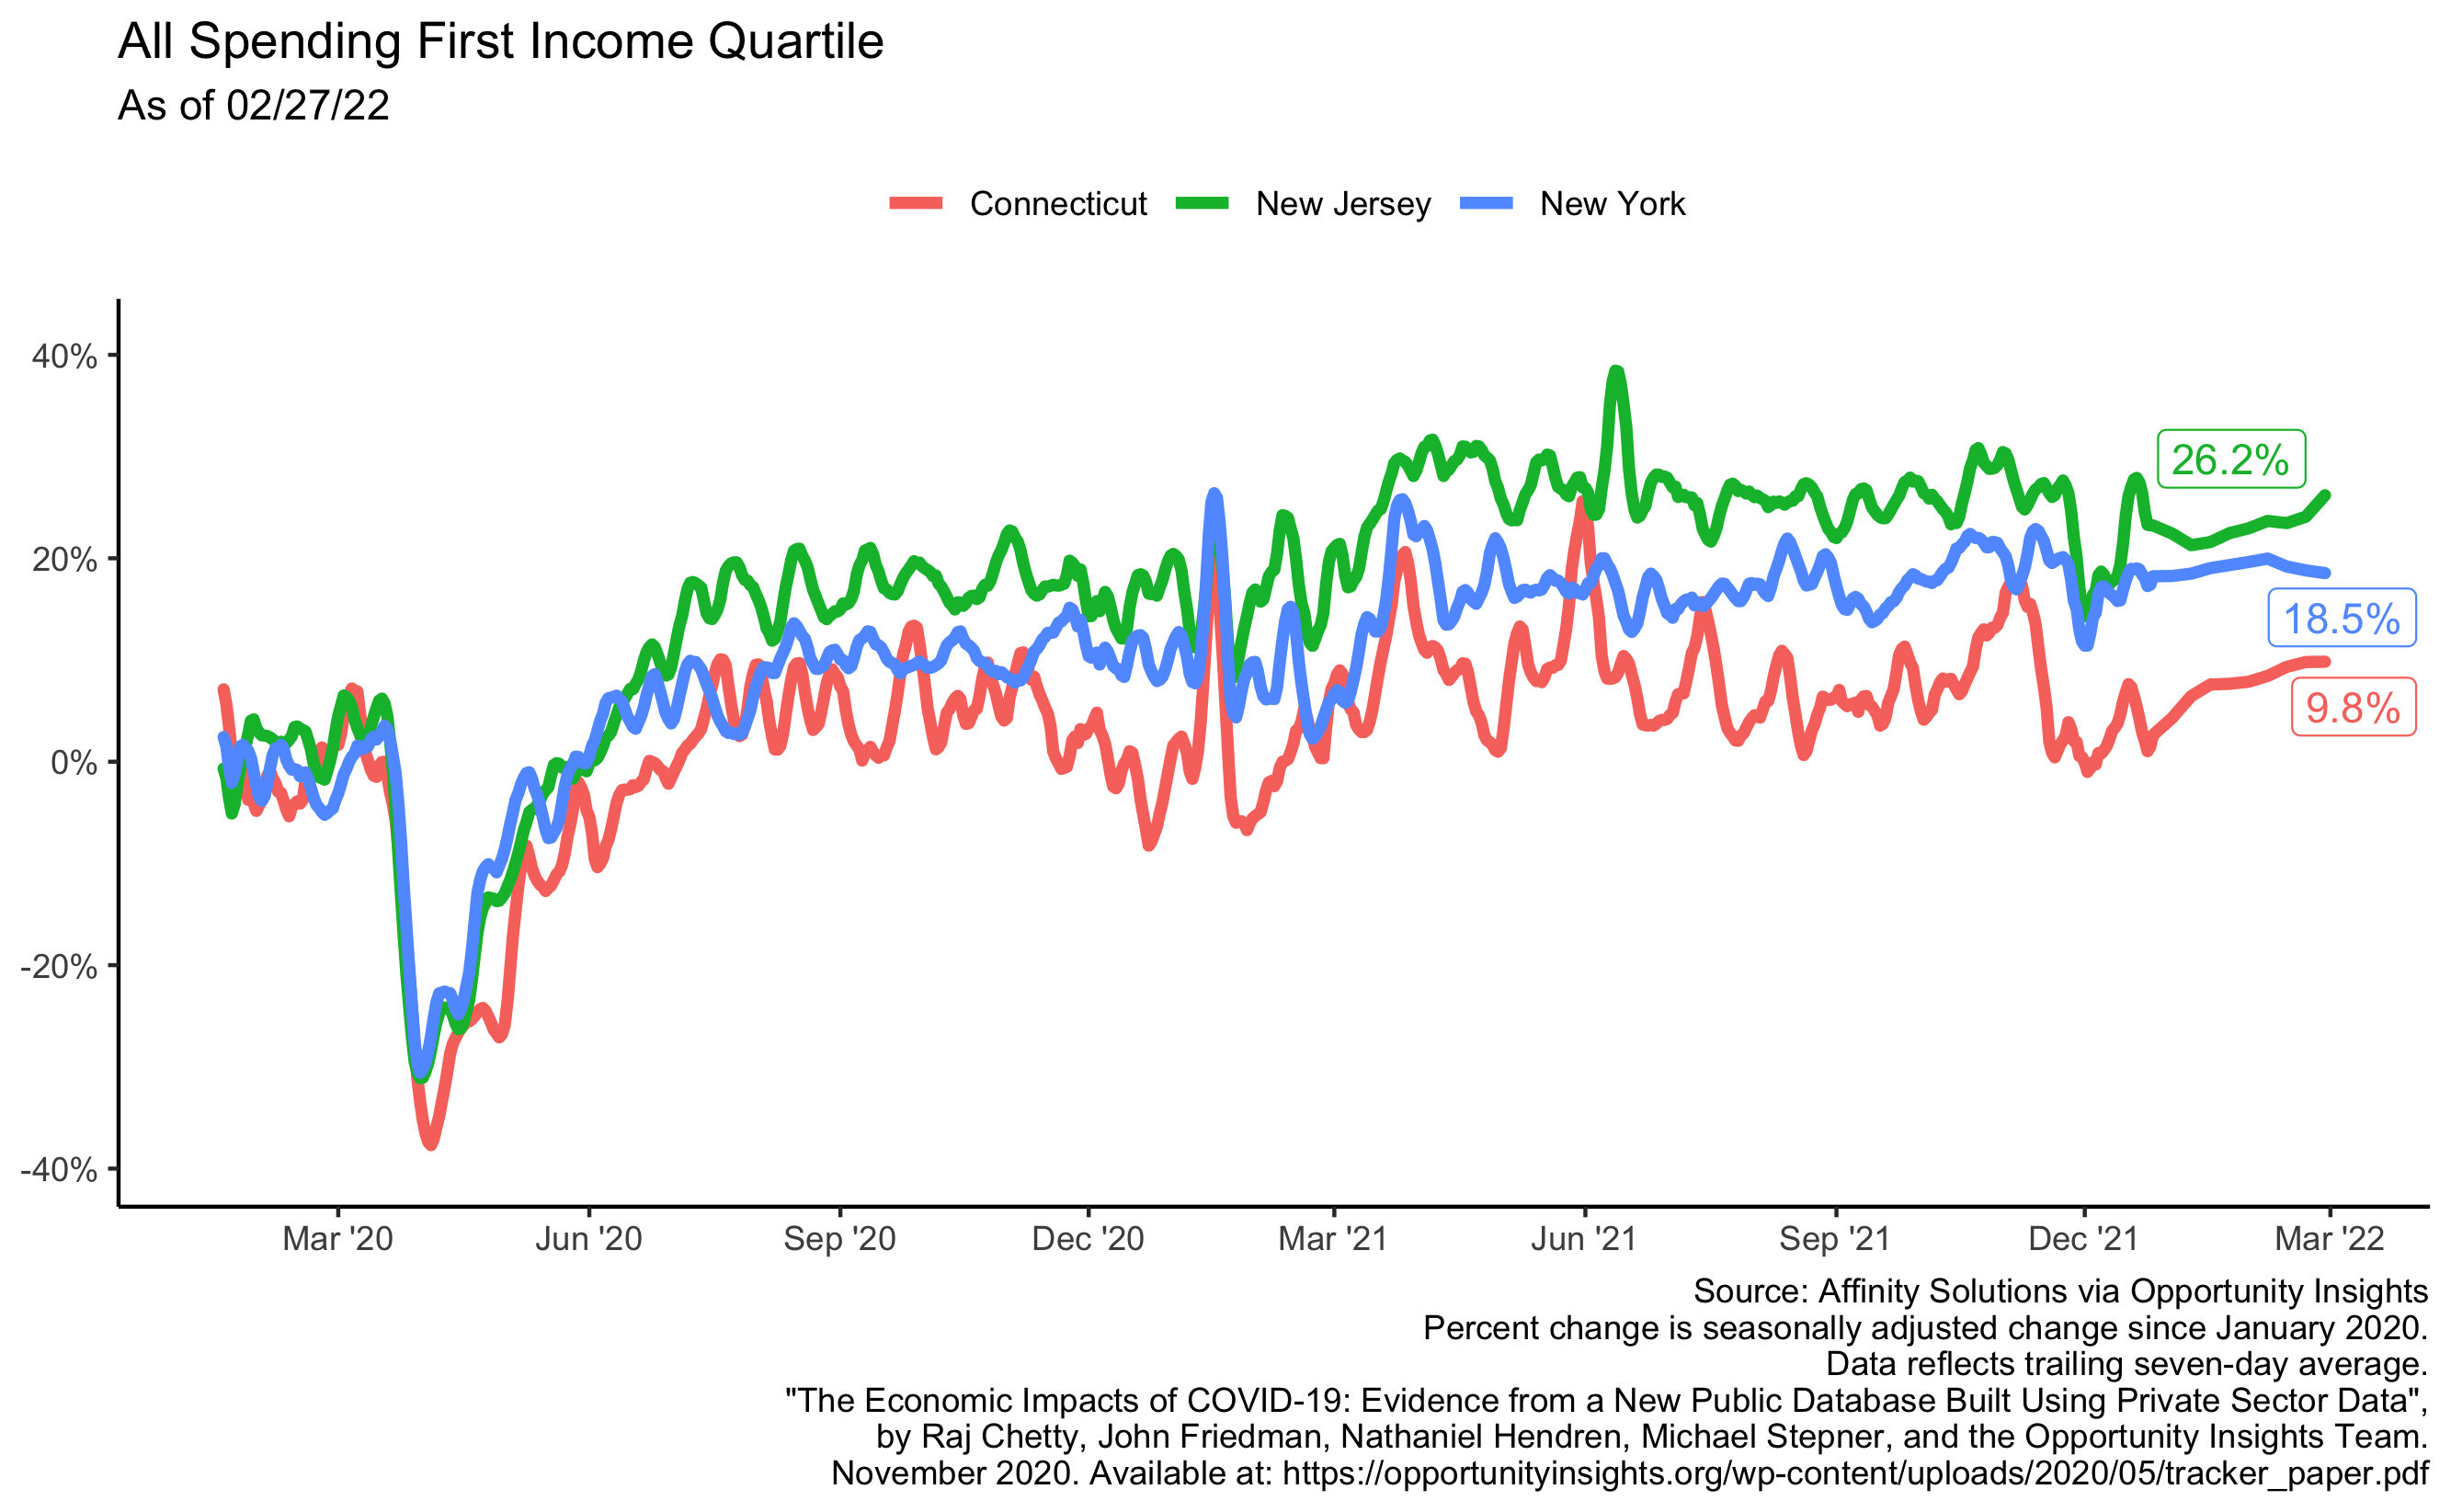 All Spending First Income Quartile
As of 02/27/22
Connecticut New Jersey New York
40%
20%
0%
-20%
-40%
26.2%
18.5%
9.8%
Mar '20 Jun '20 Sep '20 Dec '20 Mar '21 Jun '21 Sep '21 Dec '21 Mar '22
Source: Affinity Solutions via Opportunity Insights
Percent change is seasonally adjusted change since January 2020.
Data reflects trailing seven-day average.
"The Economic Impacts of COVID-19: Evidence from a New Public Database Built Using Private Sector Data",
by Raj Chetty, John Friedman, Nathaniel Hendren, Michael Stepner, and the Opportunity Insights Team.
November 2020. Available at: https://opportunityinsights.org/wp-content/uploads/2020/05/tracker_paper.pdf